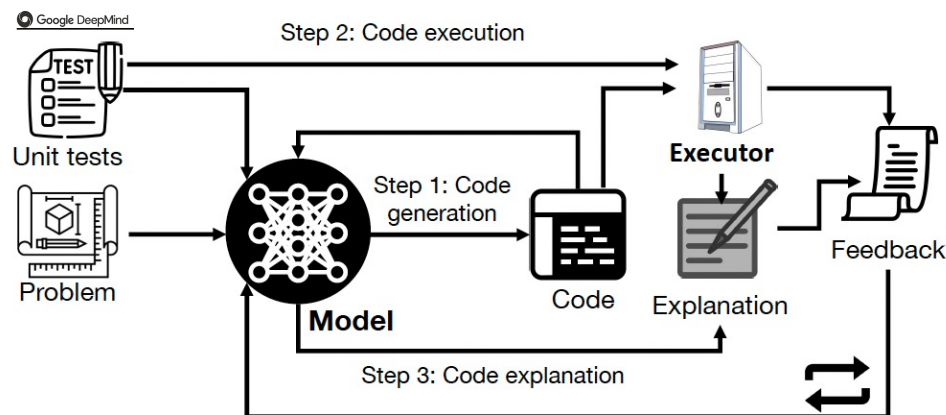 Google DeepMind
Step 2: Code execution
TEST
Unit tests
Executor
Step 1: Code
generation
Feedback
Problem
Code
Explanation
Model
Step 3: Code explanation